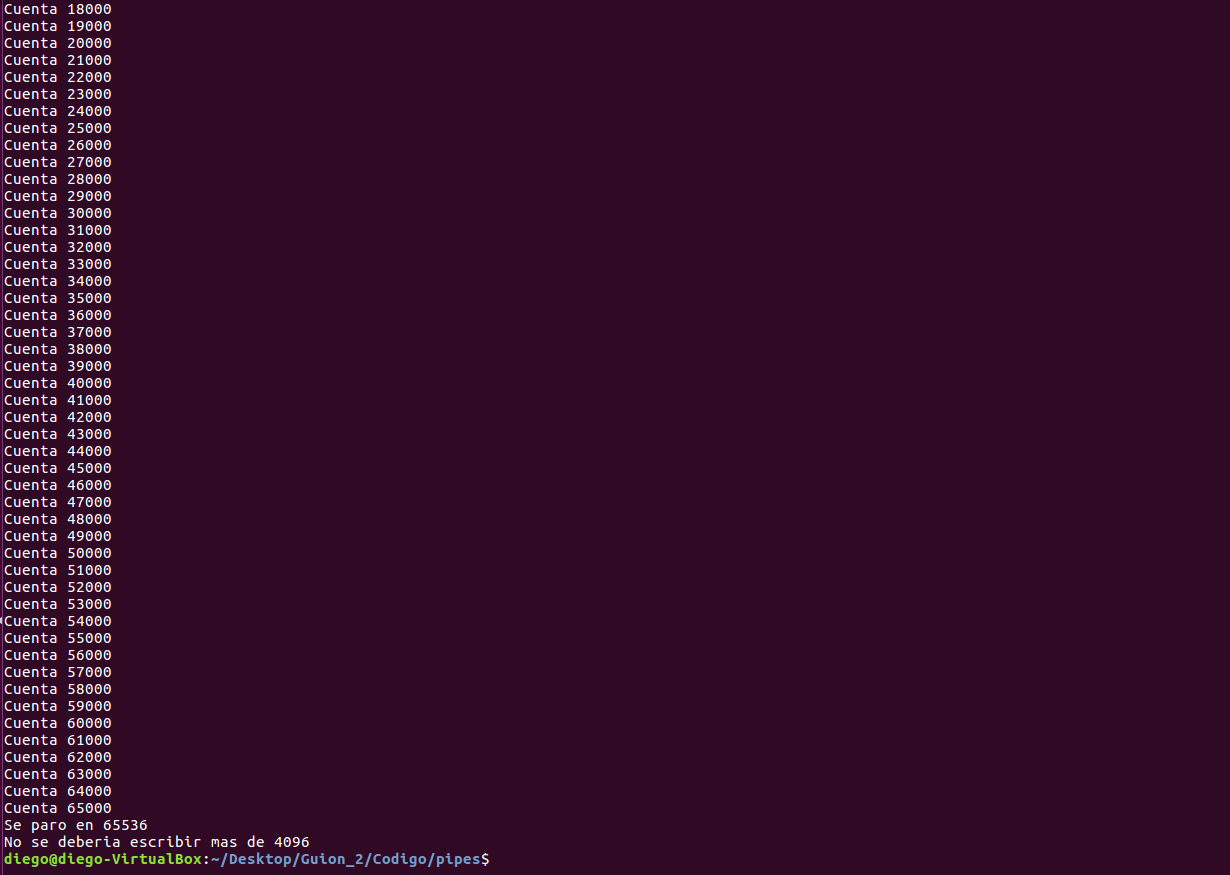 Cuenta 18000
Cuenta 19000
Cuenta 20000
Cuenta 21000
Cuenta 22000
Cuenta 23000
Cuenta 24000
Cuenta 25000
Cuenta 26000
Cuenta 27000
Cuenta 28000
Cuenta 29000
Cuenta 30000
Cuenta 31000
Cuenta 32000
Cuenta 33000
Cuenta 34000
Cuenta 35000
Cuenta 36000
Cuenta 37000
Cuenta 38000
Cuenta 39000
Cuenta 40000
Cuenta 41000
Cuenta 42000
Cuenta 43000
Cuenta 44000
Cuenta 45000
Cuenta 46000
Cuenta 47000
Cuenta 48000
Cuenta 49000
Cuenta 50000
Cuenta 51000
Cuenta 52000
Cuenta 53000
Cuenta 54000
Cuenta 55000
Cuenta 56000
Cuenta 57000
Cuenta 58000
Cuenta 59000
Cuenta 60000
Cuenta 61000
Cuenta 62000
Cuenta 63000
Cuenta 64000
Cuenta 65000
Se paro en 65536
No se deberia escribir mas de 4096
diego@diego-VirtualBox:~/Desktop/Guion_2/Codigo/pipes$